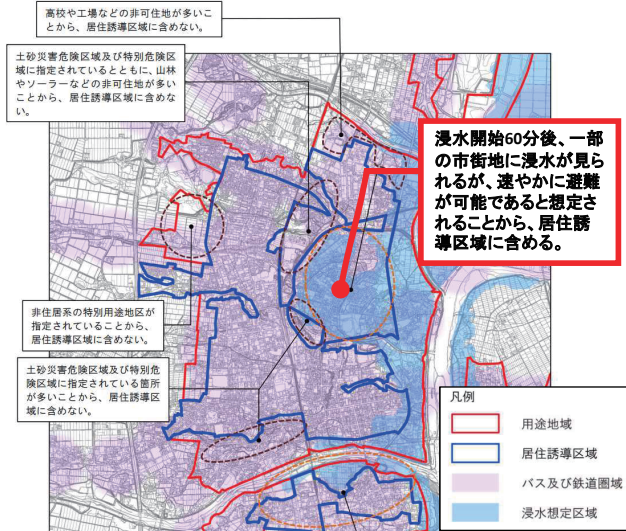 高校や工場などの非可住地が多いこ
とから、居住誘導区域に含めない。
土砂災害危険区域及び特別危険区
域に指定されているとともに、山林
やソーラーなどの非可住地が多い
ことから、居住誘導区域に含めな
い。
浸水開始60分後、一部
の市街地に浸水が見ら
れるが、速やかに避難
が可能であると想定さ
れることから、居住誘
導区域に含める。
非住居系の特別用途地区が
指定されていることから、
居住誘導区域に含めない。
土砂災害危険区域及び特別危
険区域に指定されている箇所
が多いことから、居住誘導区
域に含めない。
凡例
用途地域
居住誘導区域
バス及び鉄道圏域
浸水想定区域